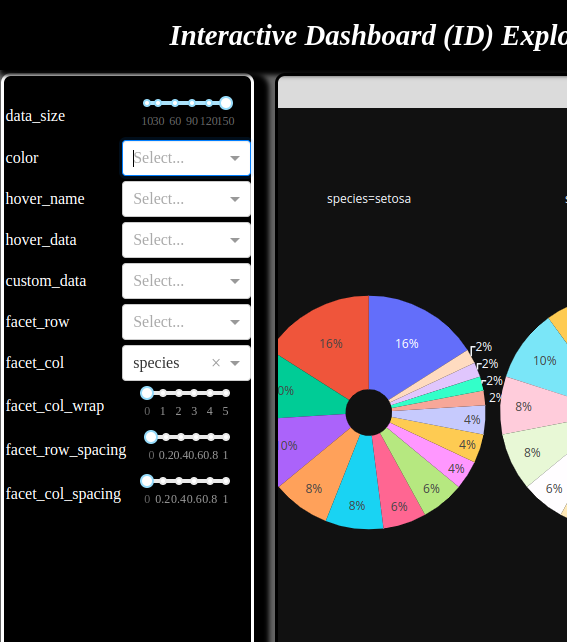 Interactive Dashboard (ID) Explo
data_size
10 30 60 90 120 150
color
Select...
hover_name
Select...
hover_data
Select...
custom_data
Select...
facet_row
Select...
facet_col
species ×
facet_col_wrap
0 1 2 3 4 5
facet_row_spacing
0 0.2 0.4 0.6 0.8 1
facet_col_spacing
0 0.2 0.4 0.6 0.8 1
species=setosa
16%
16%
2%
2%
2%
2%
4%
4%
4%
6%
6%
8%
8%
0%
0%
10%
8%
8%
6%